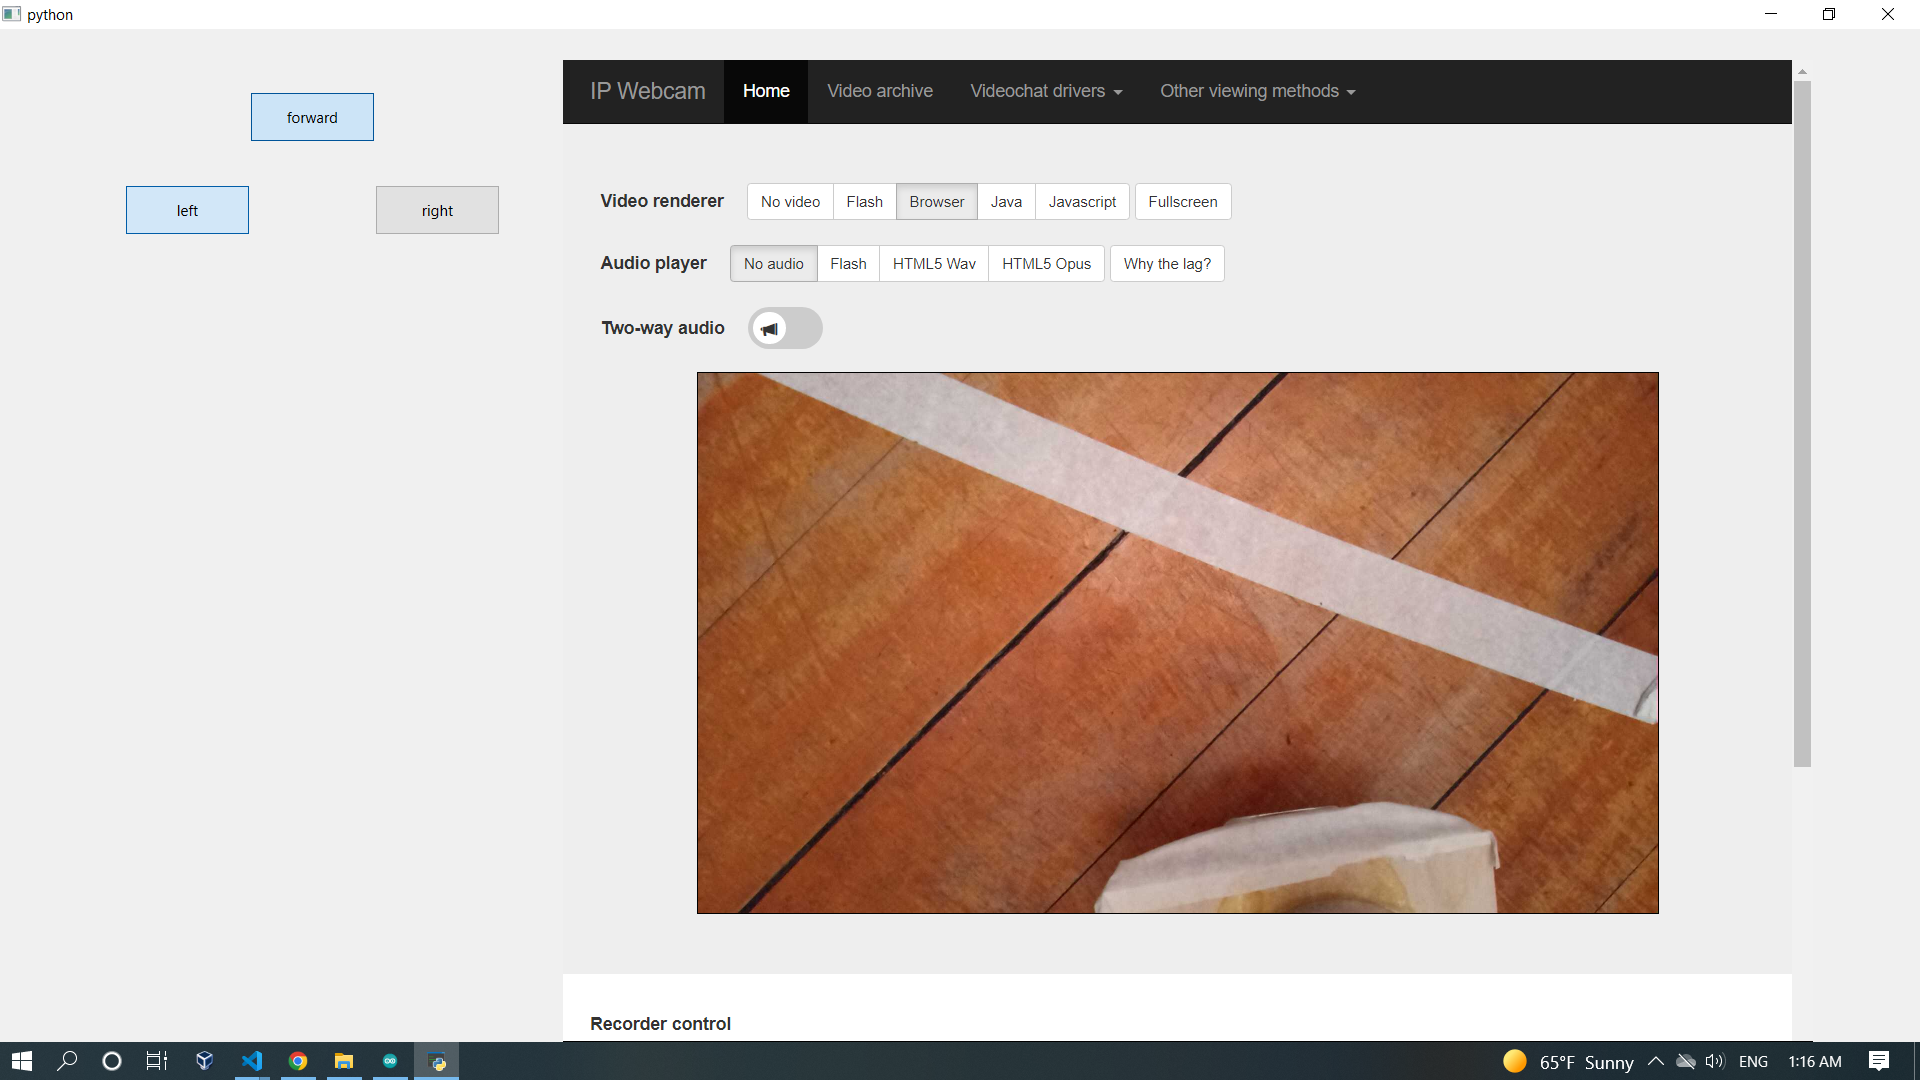 python
forward
left
right
IP Webcam Home Video archive Videochat drivers Other viewing methods
Video renderer No video Flash Browser Java Javascript Fullscreen
Audio player No audio Flash HTML5 Wav HTML5 Opus Why the lag?
Two-way audio
Recorder control
65°F Sunny ENG 1:16 AM